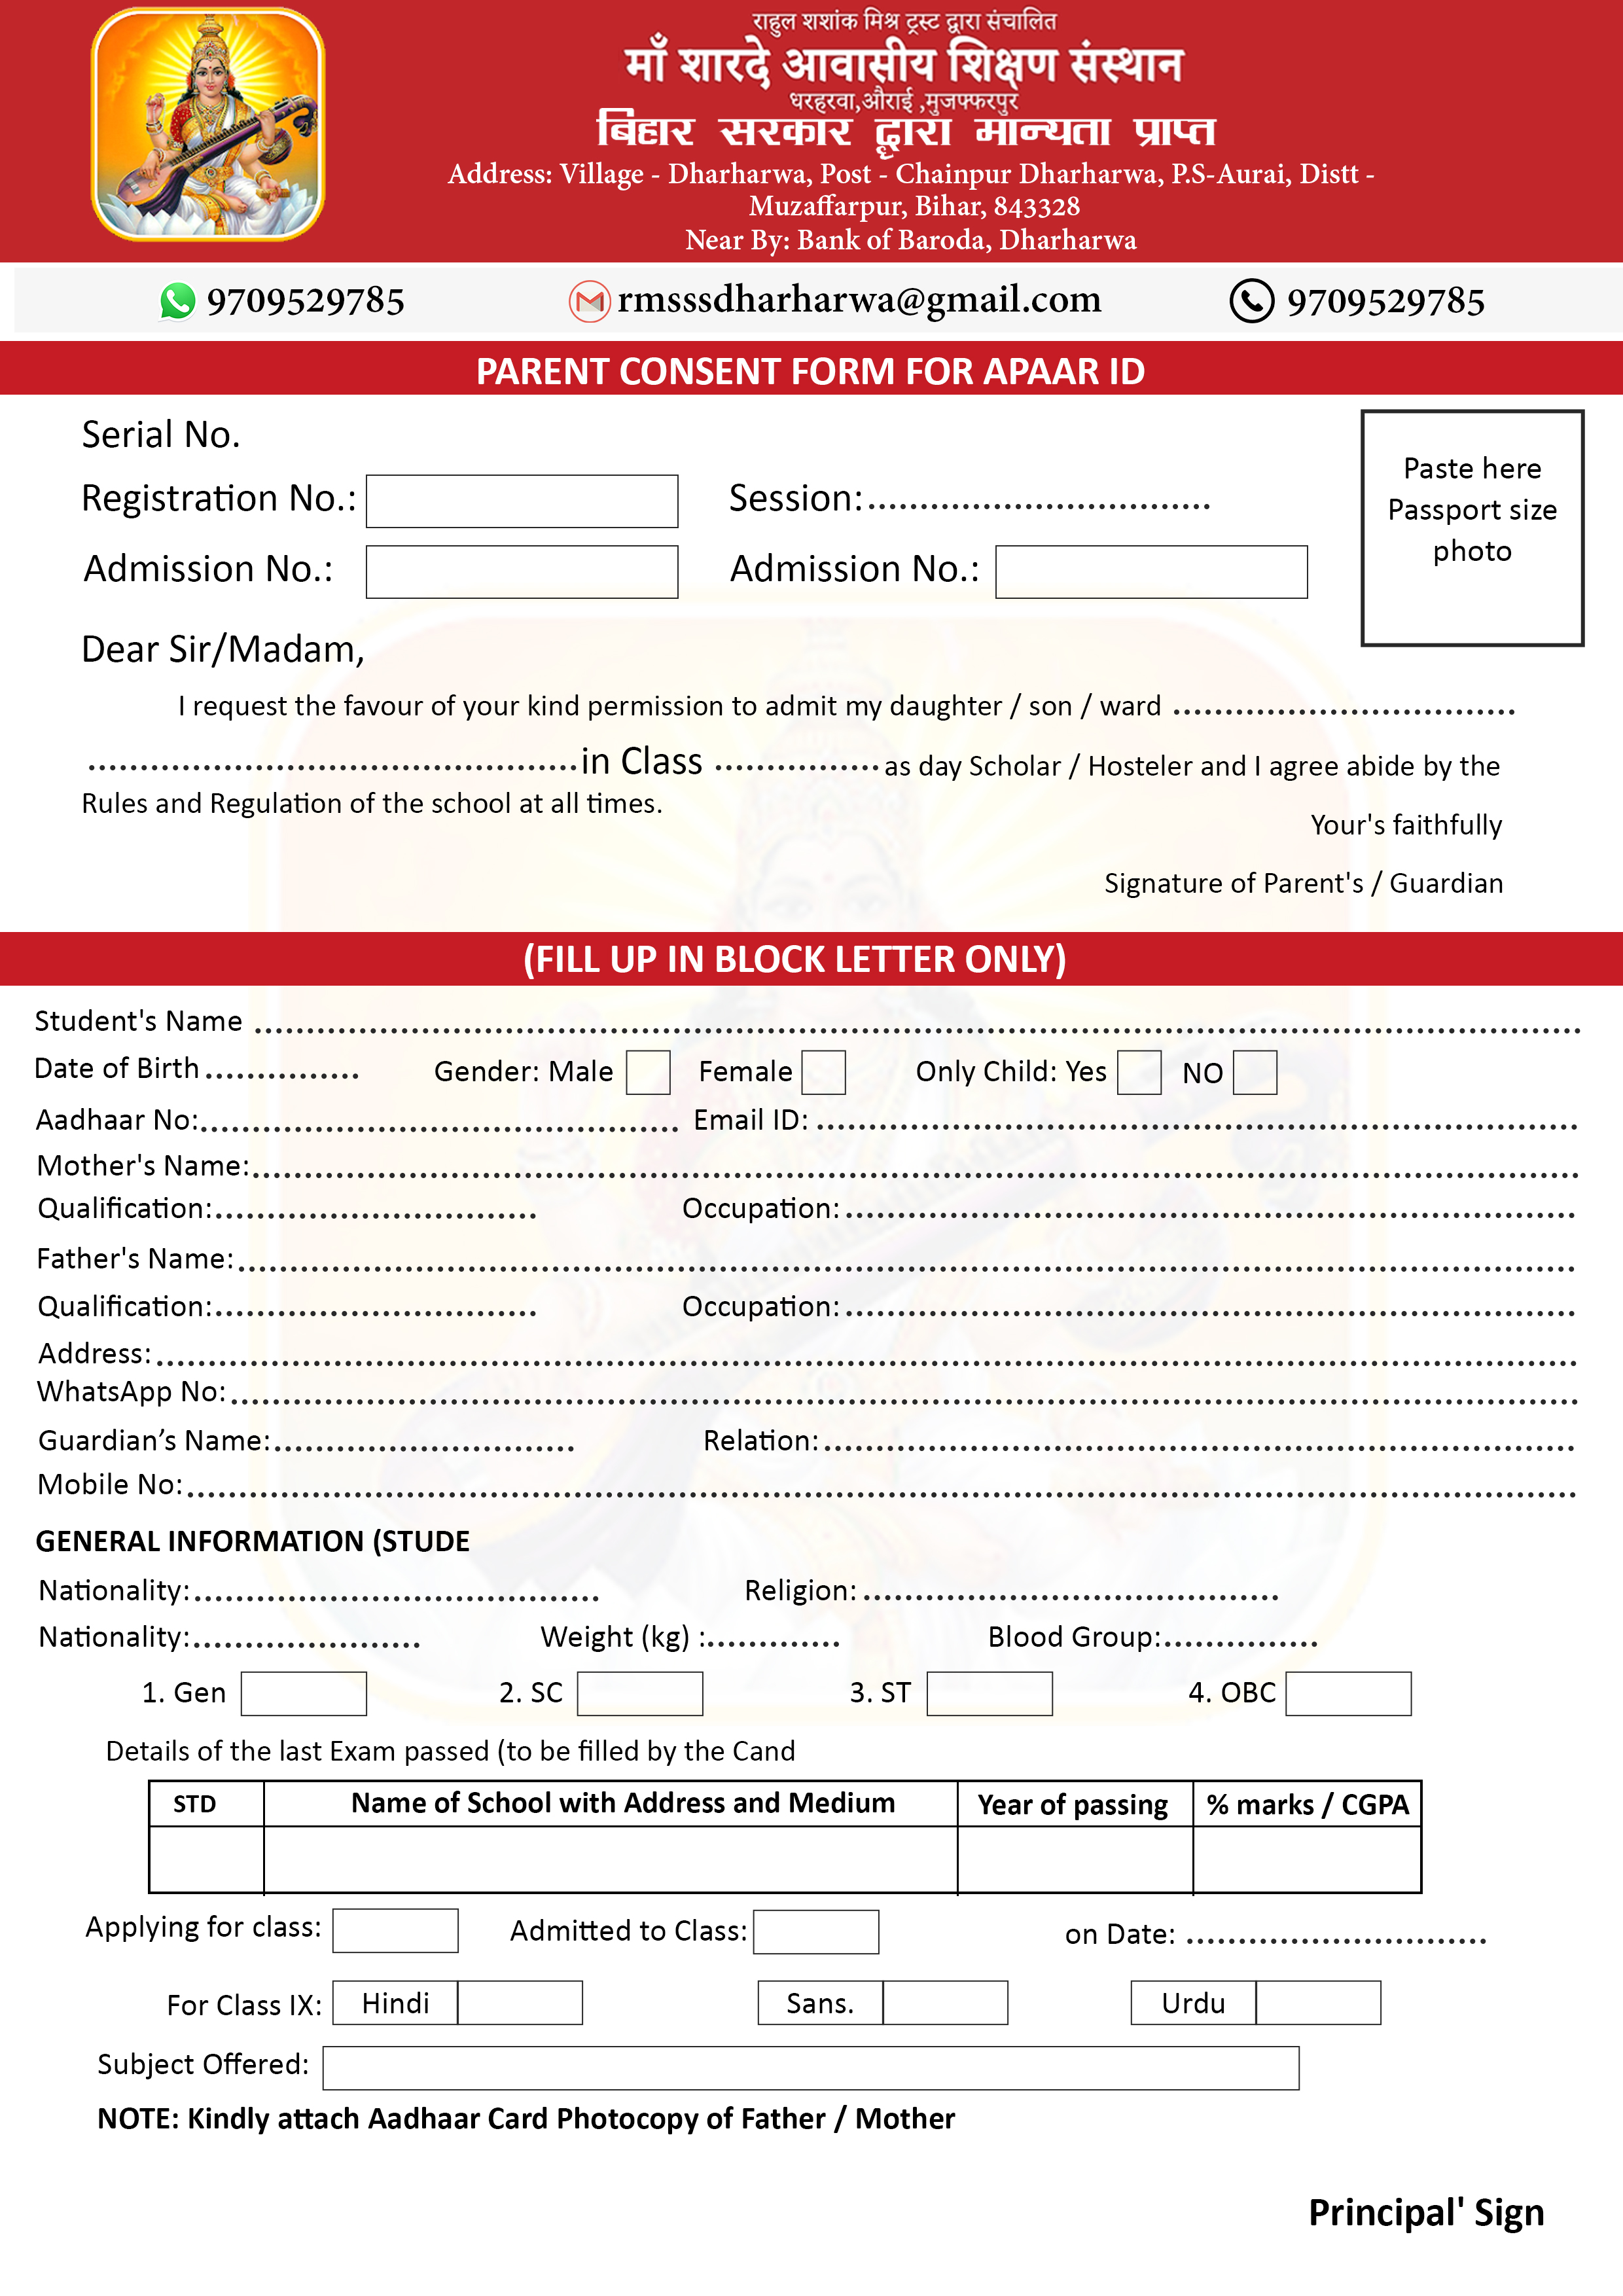 राहुल शशांक मिश्र ट्रस्ट द्वारा संचालित
माँ शारदे आवासीय शिक्षण संस्थान
धरहरवा,औराई ,मुजफ्फरपुर
बिहार सरकार द्वारा मान्यता प्राप्त
Address: Village - Dharharwa, Post - Chainpur Dharharwa, P.S-Aurai, Distt -
Muzaffarpur, Bihar, 843328
Near By: Bank of Baroda, Dharharwa
9709529785 rmsssdharharwa@gmail.com 9709529785
PARENT CONSENT FORM FOR APAAR ID
Serial No.
Paste here
Passport size
photo
Registration No.: Session:.................................
Admission No.: Admission No.:
Dear Sir/Madam,
I request the favour of your kind permission to admit my daughter / son / ward .................................
...............................................in Class ................ as day Scholar / Hosteler and I agree abide by the
Rules and Regulation of the school at all times.
Your's faithfully
Signature of Parent's / Guardian
(FILL UP IN BLOCK LETTER ONLY)
Student's Name ................................................................
Date of Birth ............... Gender: Male Female Only Child: Yes NO
Aadhaar No:.............................................. Email ID: ................................................................
Mother's Name:................................................................
Qualification:............................... Occupation: ................................................................
Father's Name:................................................................
Qualification:............................... Occupation: ................................................................
Address: ................................................................
WhatsApp No: ................................................................
Guardian’s Name:............................. Relation: ................................................................
Mobile No: ................................................................
GENERAL INFORMATION (STUDE
Nationality:....................................... Religion: ........................................
Nationality:...................... Weight (kg) :............. Blood Group:...............
1. Gen 2. SC 3. ST 4. OBC
Details of the last Exam passed (to be filled by the Cand
STD Name of School with Address and Medium Year of passing % marks / CGPA
Applying for class: Admitted to Class: on Date: .............................
For Class IX: Hindi Sans. Urdu
Subject Offered:
NOTE: Kindly attach Aadhaar Card Photocopy of Father / Mother
Principal' Sign